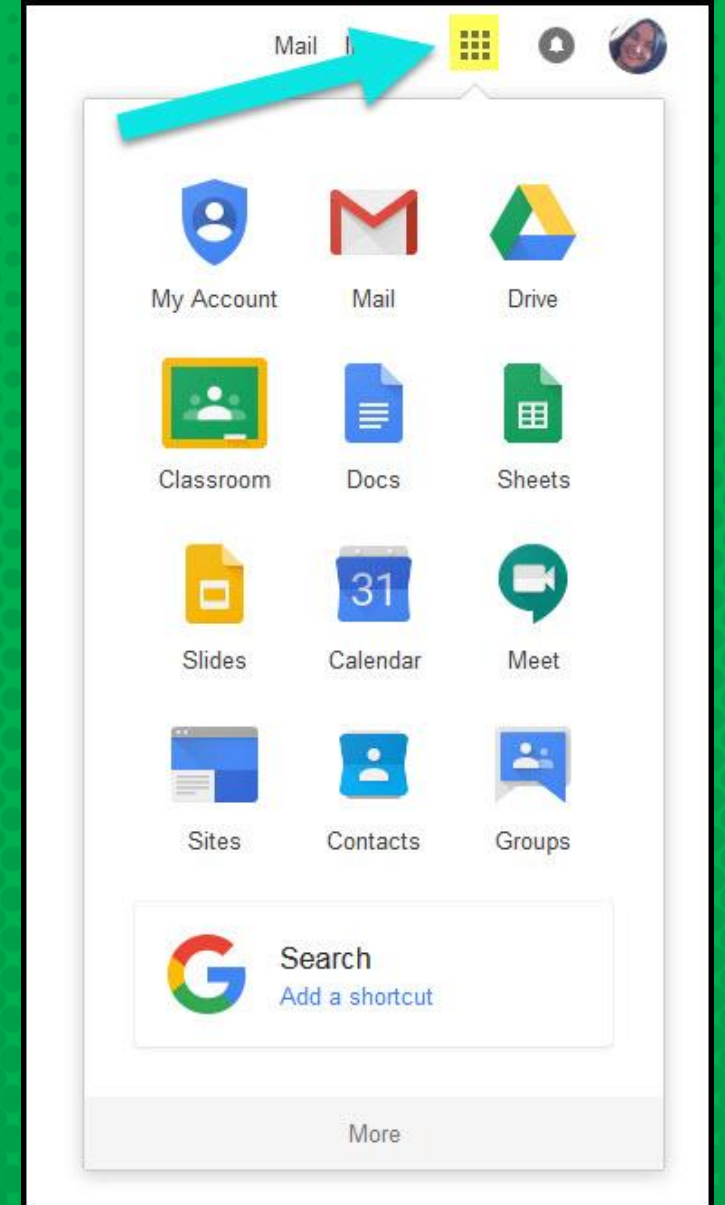 Mail
My Account Mail Drive
Classroom Docs Sheets
31
Slides Calendar Meet
Sites Contacts Groups
Search
Add a shortcut
More